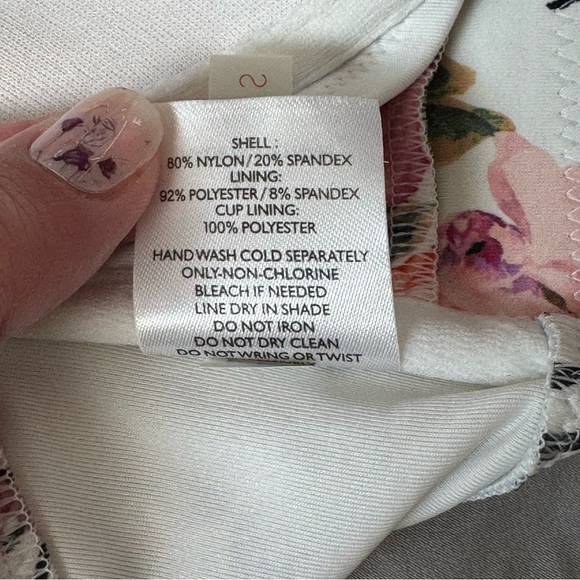 S
SHELL :
80% NYLON / 20% SPANDEX
LINING:
92% POLYESTER / 8% SPANDEX
CUP LINING:
100% POLYESTER
HAND WASH COLD SEPARATELY
ONLY-NON-CHLORINE
BLEACH IF NEEDED
LINE DRY IN SHADE
DO NOT IRON
DO NOT DRY CLEAN
DO NOT WRING OR TWIST